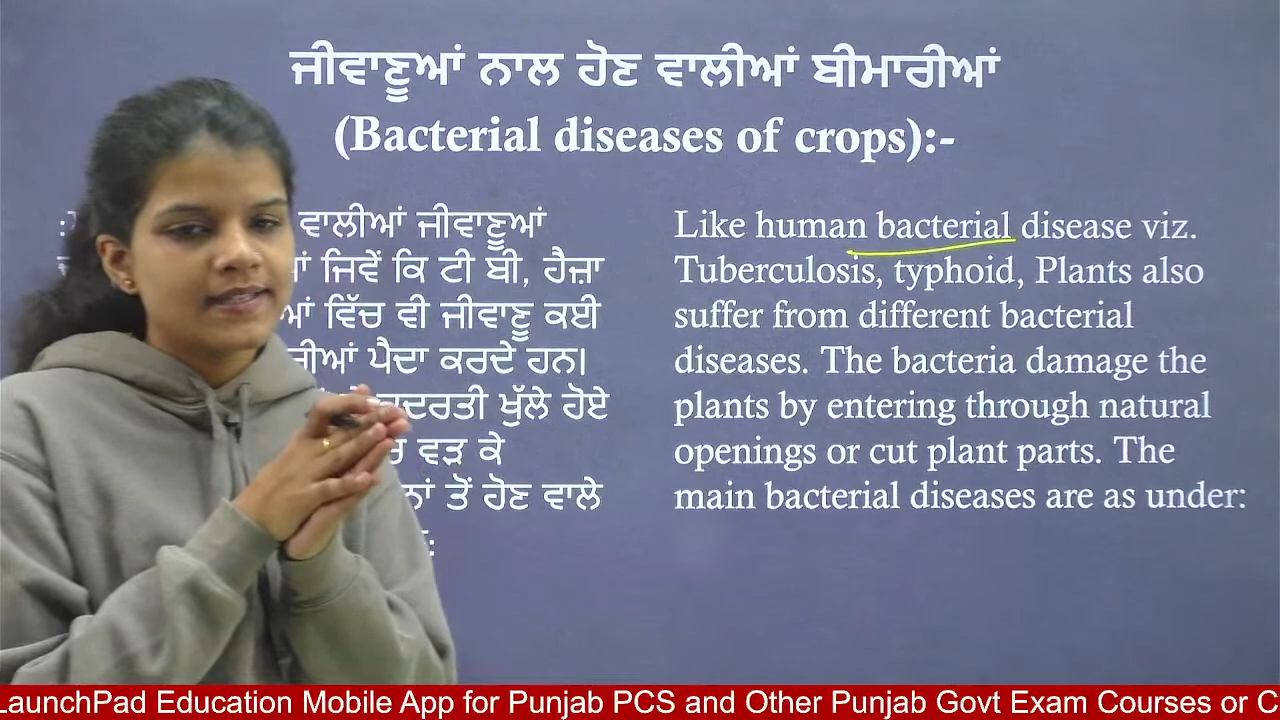 ਜੀਵਾਣੂਆਂ ਨਾਲ ਹੋਣ ਵਾਲੀਆਂ ਬੀਮਾਰੀਆਂ
(Bacterial diseases of crops):-
ਵਾਲੀਆਂ ਜੀਵਾਣੂਆਂ
ਜਿਵੇਂ ਕਿ ਟੀ ਬੀ, ਹੈਜ਼ਾ
ਵਿੱਚ ਵੀ ਜੀਵਾਣੂ ਕਈ
ਪੈਦਾ ਕਰਦੇ ਹਨ।
ਖੁੱਲੇ ਹੋਏ
ਵੜ ਕੇ
ਤੋਂ ਹੋਣ ਵਾਲੇ
Like human bacterial disease viz.
Tuberculosis, typhoid, Plants also
suffer from different bacterial
diseases. The bacteria damage the
plants by entering through natural
openings or cut plant parts. The
main bacterial diseases are as under:
LaunchPad Education Mobile App for Punjab PCS and Other Punjab Govt Exam Courses or C